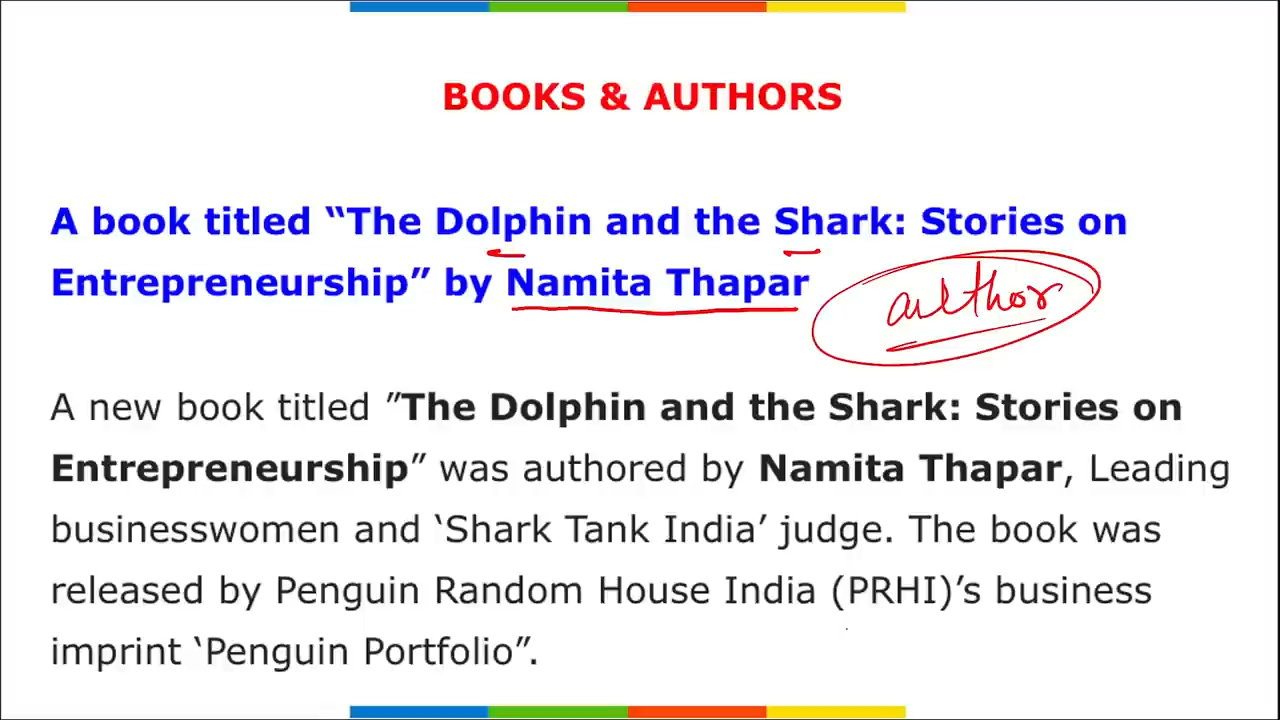 BOOKS & AUTHORS
A book titled “The Dolphin and the Shark: Stories on
Entrepreneurship” by Namita Thapar
author
A new book titled ”The Dolphin and the Shark: Stories on
Entrepreneurship” was authored by Namita Thapar, Leading
businesswomen and ‘Shark Tank India’ judge. The book was
released by Penguin Random House India (PRHI)’s business
imprint ‘Penguin Portfolio”.